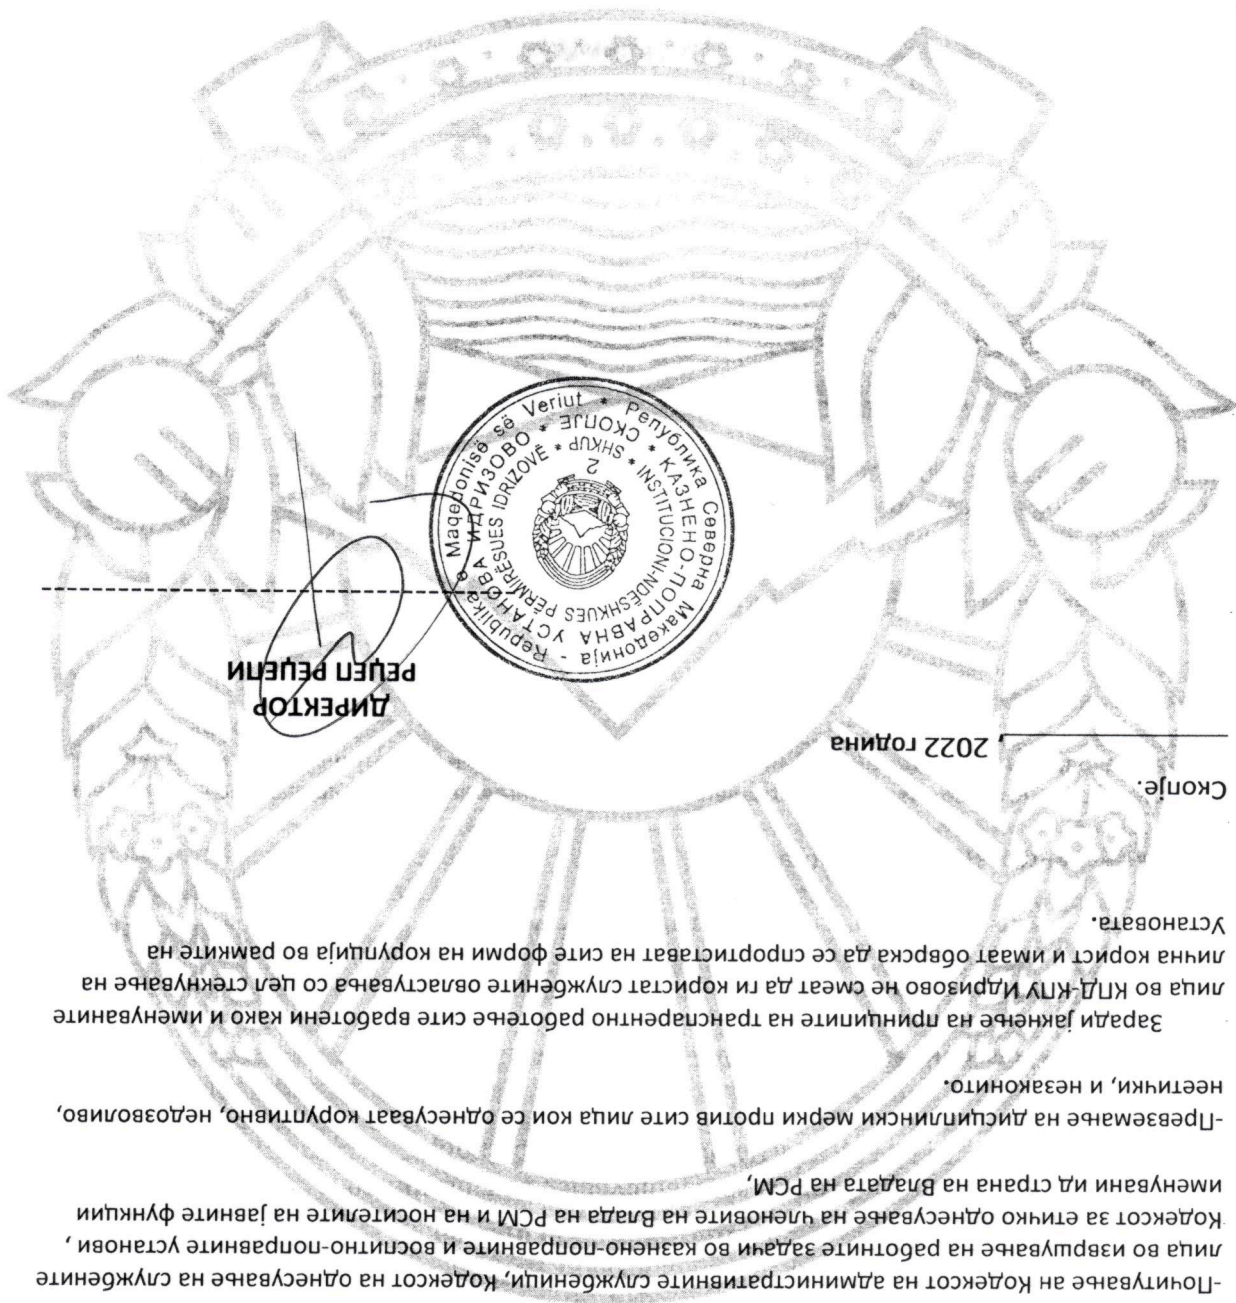 -Почитување ан Кодексот на административните службеници, Кодексот на однесување на службените
лица во извршување на работните задачи во казнено-поправните и воспитно-поправните установи ,
Кодексот за етичко однесување на членовите на Влада на РСМ и на носителите на јавните функции
именувани ид страна на Владата на РСМ,
-Превземање на дисциплински мерки против сите лица кои се однесуваат коруптивно, недозволиво,
неетички, и незаконито.
Заради јакнење на принципите на транспарентно работење сите вработени како и именуваните
лица во КПД-КПУ Идризово не смеат да ги користат службените овластувања со цел стекнување на
лична корист и имаат обврска да се спротистават на сите форми на корупција во рамките на
Установата.
Скопје.
, 2022 година
ДИРЕКТОР
РЕЏЕП РЕЏЕПИ
Република Северна Македонија - Republika e Maqedonisë së Veriut
КАЗНЕНО-ПОПРАВНА УСТАНОВА ИДРИЗОВО * СКОПЈЕ *
INSTITUCIONI-NDËSHKUES PËRMIRËSUES IDRIZOVË * SHKUP *
2